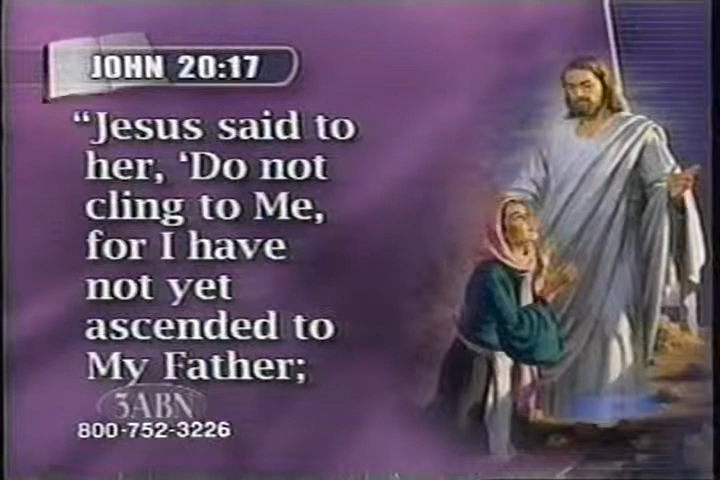 JOHN 20:17
“Jesus said to
her, ‘Do not
cling to Me,
for I have
not yet
ascended to
My Father;
3ABN
800-752-3226